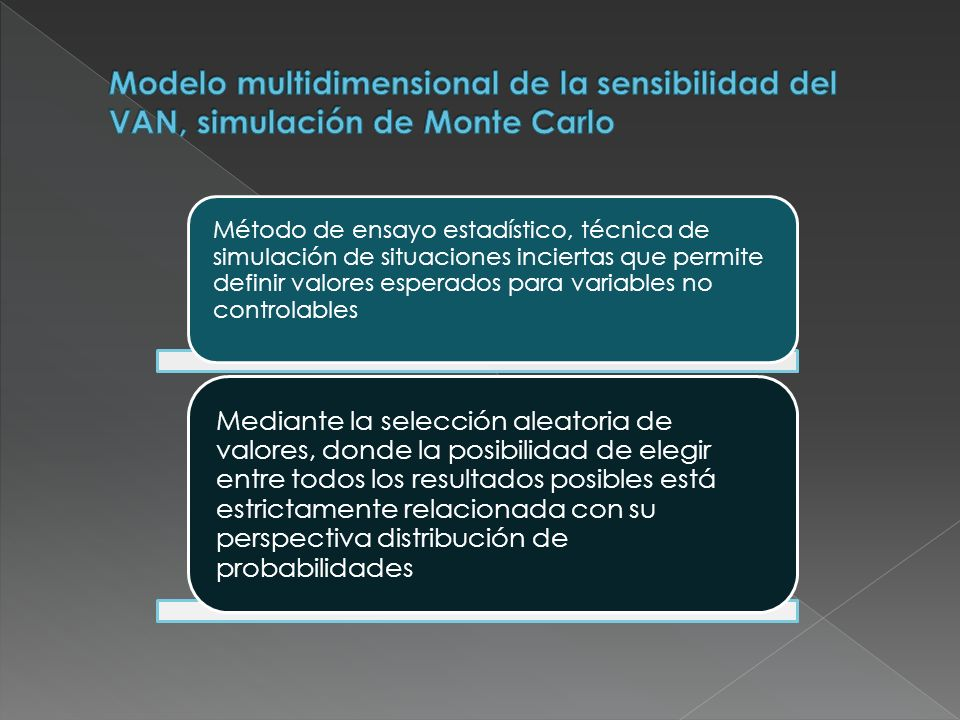 Modelo multidimensional de la sensibilidad del
VAN, simulación de Monte Carlo
Método de ensayo estadístico, técnica de
simulación de situaciones inciertas que permite
definir valores esperados para variables no
controlables
Mediante la selección aleatoria de
valores, donde la posibilidad de elegir
entre todos los resultados posibles está
estrictamente relacionada con su
perspectiva distribución de
probabilidades